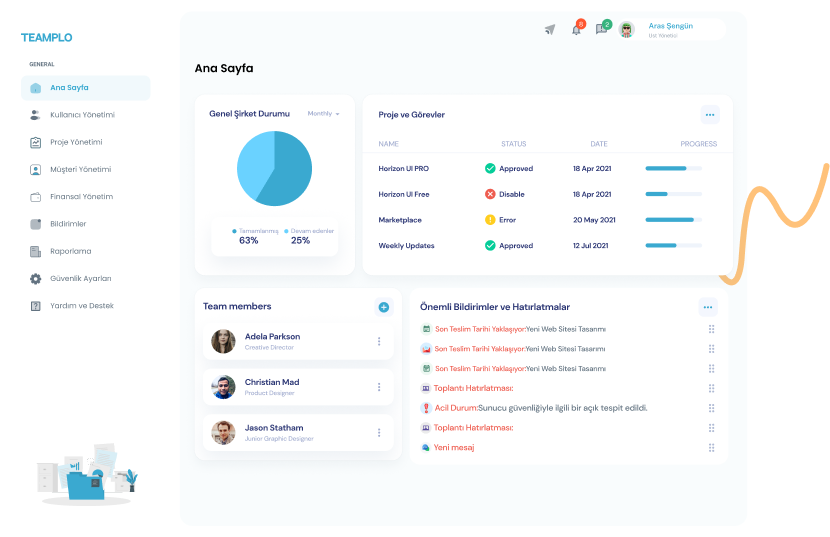 TEAMPLO
GENERAL
Ana Sayfa
Kullanıcı Yönetimi
Proje Yönetimi
Müşteri Yönetimi
Finansal Yönetim
Bildirimler
Raporlama
Güvenlik Ayarları
Yardım ve Destek
8
2
Aras Şengün
Üst Yönetici
Ana Sayfa
Genel Şirket Durumu
Monthly
Tamamlanmış
63%
Devam edenler
25%
Proje ve Görevler
NAME STATUS DATE PROGRESS
Horizon UI PRO Approved 18 Apr 2021
Horizon UI Free Disable 18 Apr 2021
Marketplace Error 20 May 2021
Weekly Updates Approved 12 Jul 2021
Team members
Adela Parkson
Creative Director
Christian Mad
Product Designer
Jason Statham
Junior Graphic Designer
Önemli Bildirimler ve Hatırlatmalar
Son Teslim Tarihi Yaklaşıyor:Yeni Web Sitesi Tasarımı
Son Teslim Tarihi Yaklaşıyor:Yeni Web Sitesi Tasarımı
Son Teslim Tarihi Yaklaşıyor:Yeni Web Sitesi Tasarımı
Toplantı Hatırlatması:
Acil Durum:Sunucu güvenliğiyle ilgili bir açık tespit edildi.
Toplantı Hatırlatması:
Yeni mesaj